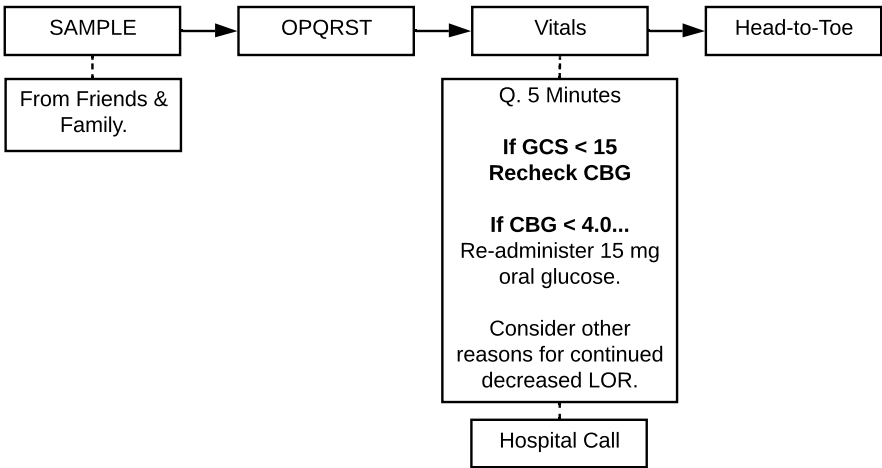 SAMPLE
OPQRST
Vitals
Head-to-Toe
From Friends &
Family.
Q. 5 Minutes
If GCS < 15
Recheck CBG
If CBG < 4.0...
Re-administer 15 mg
oral glucose.
Consider other
reasons for continued
decreased LOR.
Hospital Call